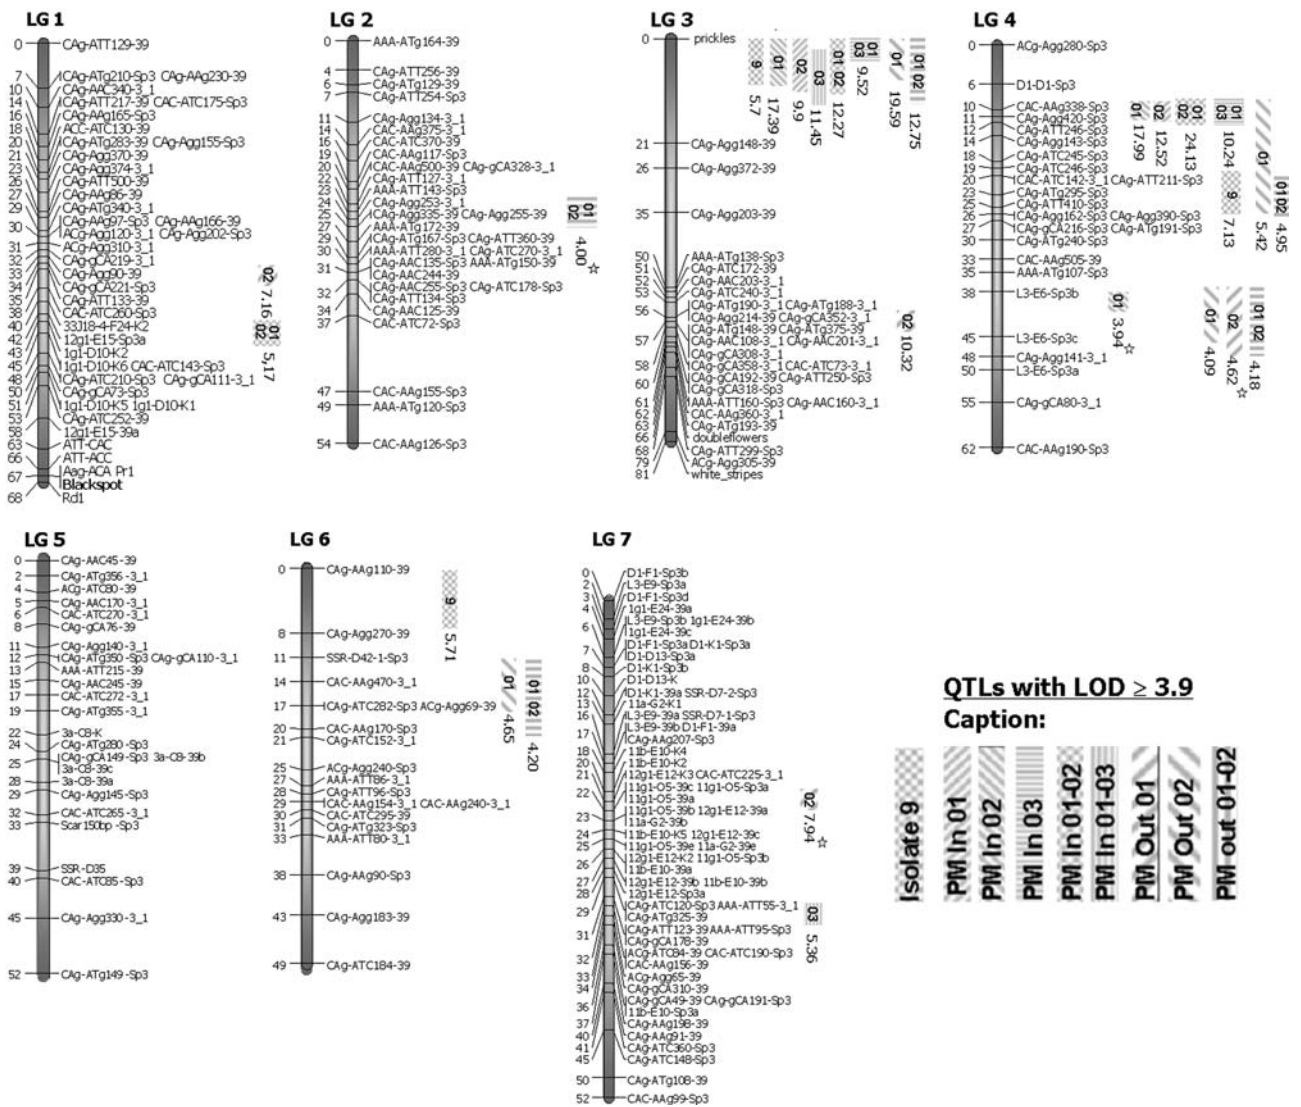 LG 1
0 CAg-ATT129-39
7 CAg-ATg210-Sp3 CAg-AAg230-39
10 CAg-AAC340-3_1
14 CAg-ATT217-39 CAC-ATC175-Sp3
16 CAg-AAg165-Sp3
18 ACC-ATC130-39
20 CAg-ATg283-39 CAg-Agg155-Sp3
21 CAg-Agg370-39
23 CAg-Agg374-3_1
26 CAg-ATT500-39
27 CAg-AAg86-39
29 CAg-ATg340-3_1
30 CAg-AAg97-Sp3 CAg-AAg166-39
ACg-Agg120-3_1 CAg-Agg202-Sp3
31 ACg-Agg310-3_1
32 CAg-gCA219-3_1
33 CAg-Agg90-39
34 CAg-gCA221-Sp3
35 CAg-ATT133-39
38 CAC-ATC260-Sp3
40 33J18-4-F24-K2
42 12g1-E15-Sp3a
43 1g1-D10-K2
45 1g1-D10-K6 CAC-ATC143-Sp3
48 CAg-ATC210-Sp3 CAg-gCA111-3_1
50 CAg-gCA73-Sp3
51 1g1-D10-K5 1g1-D10-K1
53 CAg-ATC252-39
58 12g1-E15-39a
63 ATT-CAC
66 ATT-ACC
67 Aag-ACA Pr1
Blackspot
68 Rd1
02 7.16
01 02 5,17
LG 2
0 AAA-ATg164-39
4 CAg-ATT256-39
6 CAg-ATg129-39
7 CAg-ATT254-Sp3
11 CAg-Agg134-3_1
14 CAg-AAC375-3_1
16 CAC-ATC370-39
19 CAg-AAg117-Sp3
20 CAC-AAg500-39 CAg-gCA328-3_1
22 CAg-ATT127-3_1
23 AAA-ATT143-Sp3
24 CAg-Agg253-3_1
25 CAg-Agg335-39 CAg-Agg255-39
27 AAA-ATg172-39
29 CAg-ATg167-Sp3 CAg-ATT360-39
30 AAA-ATT280-3_1 CAC-ATC270-3_1
31 CAC-AAC135-Sp3 AAA-ATg150-39
CAg-AAC244-39
32 CAC-AAC255-Sp3 CAC-ATC178-Sp3
CAg-ATT134-Sp3
34 CAg-AAC125-39
37 CAC-ATC72-Sp3
47 CAC-AAg155-Sp3
49 AAA-ATg120-Sp3
54 CAC-AAg126-Sp3
01 02 4.00☆
LG 3
0 prickles
21 CAg-Agg148-39
26 CAg-Agg372-39
35 CAg-Agg203-39
50 AAA-ATg138-Sp3
51 CAg-ATC172-39
52 CAg-AAC203-3_1
53 CAC-ATC240-3_1
56 CAg-ATg190-3_1 CAg-ATg188-3_1
CAg-Agg214-39 CAg-gCA352-3_1
CAg-ATg148-39 CAg-ATg375-39
57 CAg-AAC108-3_1 CAg-AAC201-3_1
CAg-gCA308-3_1
58 CAg-gCA358-3_1 CAC-ATC73-3_1
CAg-gCA192-39 CAg-ATT250-Sp3
60 CAg-gCA318-Sp3
61 AAA-ATT160-Sp3 CAg-AAC160-3_1
62 CAC-AAg360-3_1
63 CAg-ATg193-39
66 doubleflowers
68 CAg-ATT299-Sp3
79 ACg-Agg305-39
81 white_stripes
9 5.7
01 17.39
02 9.9
03 11.45
01 02 12.27
01 03 9.52
01 19.59
01 02 12.75
02 10.32
LG 4
0 ACg-Agg280-Sp3
6 D1-D1-Sp3
10 CAC-AAg338-Sp3
11 CAg-Agg420-Sp3
12 CAg-ATT246-Sp3
14 CAg-Agg143-Sp3
18 CAg-ATC245-Sp3
19 CAg-ATC246-Sp3
20 CAC-ATC142-3_1 CAg-ATT211-Sp3
23 CAg-ATg295-Sp3
25 CAg-ATT410-Sp3
26 CAg-Agg162-Sp3 CAg-Agg390-Sp3
27 CAg-gCA216-Sp3 CAg-ATg191-Sp3
30 CAg-ATg240-Sp3
33 CAC-AAg505-39
35 AAA-ATg107-Sp3
38 L3-E6-Sp3b
45 L3-E6-Sp3c
48 CAg-Agg141-3_1
50 L3-E6-Sp3a
55 CAg-gCA80-3_1
62 CAC-AAg190-Sp3
01 17.99
02 12.52
01 02 24.13
01 03 10.24
9 7.13
01 5.42
0102 4.95
01 3.94☆
01 4.09
02 4.62☆
01 02 4.18
LG 5
0 CAg-AAC45-39
2 CAg-ATg356-3_1
4 ACg-ATC80-39
5 CAg-AAC170-3_1
6 CAC-ATC270-3_1
8 CAg-gCA76-39
11 CAg-Agg140-3_1
12 CAg-ATg350-Sp3 CAg-gCA110-3_1
13 AAA-ATT215-39
15 CAg-AAC245-39
17 CAC-ATC272-3_1
19 CAg-ATg355-3_1
22 3a-C8-K
24 CAg-ATg280-Sp3
25 CAg-gCA149-Sp3 3a-C8-39b
3a-C8-39c
28 3a-C8-39a
29 CAg-Agg145-Sp3
32 CAC-ATC265-3_1
33 Scar150bp-Sp3
39 SSR-D35
40 CAC-ATC85-Sp3
45 CAg-Agg330-3_1
52 CAg-ATg149-Sp3
LG 6
0 CAg-AAg110-39
8 CAg-Agg270-39
11 SSR-D42-1-Sp3
14 CAC-AAg470-3_1
17 CAg-ATC282-Sp3 ACg-Agg69-39
20 CAC-AAg170-Sp3
21 CAg-ATC152-3_1
25 ACg-Agg240-Sp3
27 AAA-ATT86-3_1
28 CAg-ATT96-Sp3
29 CAC-AAg154-3_1 CAC-AAg240-3_1
30 CAC-ATC295-39
31 CAg-ATg323-Sp3
33 AAA-ATT80-3_1
38 CAg-AAg90-Sp3
43 CAg-Agg183-39
49 CAg-ATC184-39
9 5.71
01 4.65
01 02 4.20
LG 7
0 D1-F1-Sp3b
2 L3-E9-Sp3a
3 D1-F1-Sp3d
4 1g1-E24-39a
6 L3-E9-Sp3b 1g1-E24-39b
1g1-E24-39c
7 D1-F1-Sp3a D1-K1-Sp3a
D1-D13-Sp3a
8 D1-K1-Sp3b
10 D1-D13-K
12 D1-K1-39a SSR-D7-2-Sp3
13 11a-G2-K1
16 L3-E9-39a SSR-D7-1-Sp3
17 L3-E9-39b D1-F1-39a
CAg-AAg207-Sp3
18 11b-E10-K4
20 11b-E10-K2
21 12g1-E12-K3 CAC-ATC225-3_1
22 11g1-O5-39c 11g1-O5-Sp3a
11g1-O5-39a
23 11g1-O5-39b 12g1-E12-39a
11a-G2-39b
24 11b-E10-K5 12g1-E12-39c
25 11g1-O5-39e 11a-G2-39e
26 12g1-E12-K2 11g1-O5-Sp3b
11b-E10-39a
27 12g1-E12-39b 11b-E10-39b
28 12g1-E12-Sp3a
29 CAg-ATC120-Sp3 AAA-ATT55-3_1
CAg-ATg325-39
31 CAg-ATT123-39 AAA-ATT95-Sp3
CAg-gCA178-39
32 ACg-ATC84-39 CAC-ATC190-Sp3
CAC-AAg156-39
33 ACg-Agg65-39
34 CAg-gCA310-39
36 CAg-gCA49-39 CAg-gCA191-Sp3
11b-E10-Sp3a
37 CAg-AAg198-39
40 CAg-AAg91-39
41 CAg-ATC360-Sp3
45 CAg-ATC148-Sp3
50 CAg-ATg108-39
52 CAC-AAg99-Sp3
02 7.94☆
03 5.36
QTLs with LOD ≥ 3.9
Caption:
Isolate 9
PM In 01
PM In 02
PM In 03
PM In 01-02
PM In 01-03
PM Out 01
PM Out 02
PM out 01-02